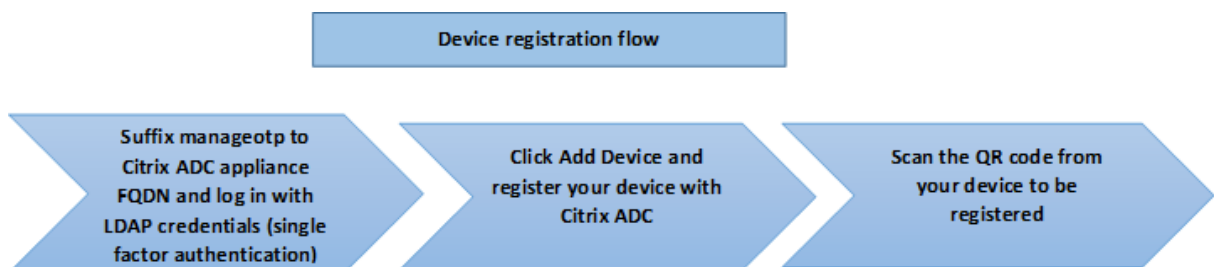 Device registration flow
Suffix manageotp to
Citrix ADC appliance
FQDN and log in with
LDAP credentials (single
factor authentication)
Click Add Device and
register your device with
Citrix ADC
Scan the QR code from
your device to be
registered